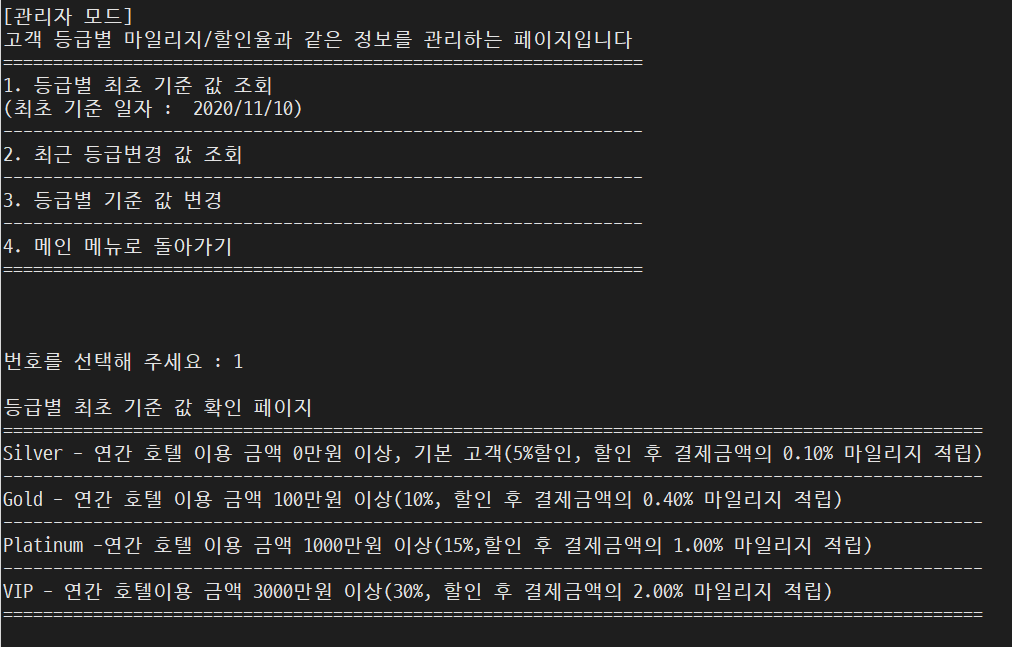 [관리자 모드]
고객 등급별 마일리지/할인율과 같은 정보를 관리하는 페이지입니다
================================================================
1. 등급별 최초 기준 값 조회
(최초 기준 일자 :  2020/11/10)
----------------------------------------------------------------
2. 최근 등급변경 값 조회
----------------------------------------------------------------
3. 등급별 기준 값 변경
----------------------------------------------------------------
4. 메인 메뉴로 돌아가기
================================================================
번호를 선택해 주세요 : 1
등급별 최초 기준 값 확인 페이지
==================================================================================================
Silver - 연간 호텔 이용 금액 0만원 이상, 기본 고객(5%할인, 할인 후 결제금액의 0.10% 마일리지 적립)
--------------------------------------------------------------------------------------------------
Gold - 연간 호텔 이용 금액 100만원 이상(10%, 할인 후 결제금액의 0.40% 마일리지 적립)
--------------------------------------------------------------------------------------------------
Platinum -연간 호텔 이용 금액 1000만원 이상(15%,할인 후 결제금액의 1.00% 마일리지 적립)
--------------------------------------------------------------------------------------------------
VIP - 연간 호텔이용 금액 3000만원 이상(30%, 할인 후 결제금액의 2.00% 마일리지 적립)
==================================================================================================